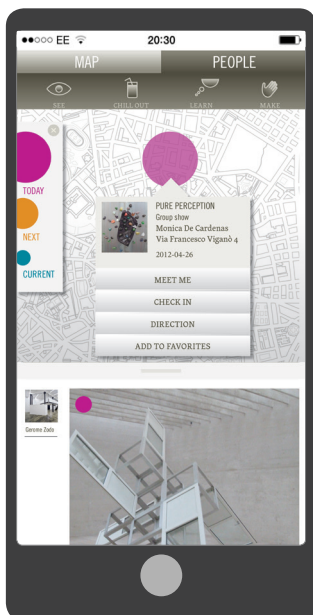 EE 20:30
MAP PEOPLE
SEE CHILL OUT LEARN MAKE
TODAY
NEXT
CURRENT
PURE PERCEPTION
Group show
Monica De Cardenas
Via Francesco Viganò 4
2012-04-26
MEET ME
CHECK IN
DIRECTION
ADD TO FAVORITES
Gerome Zodo